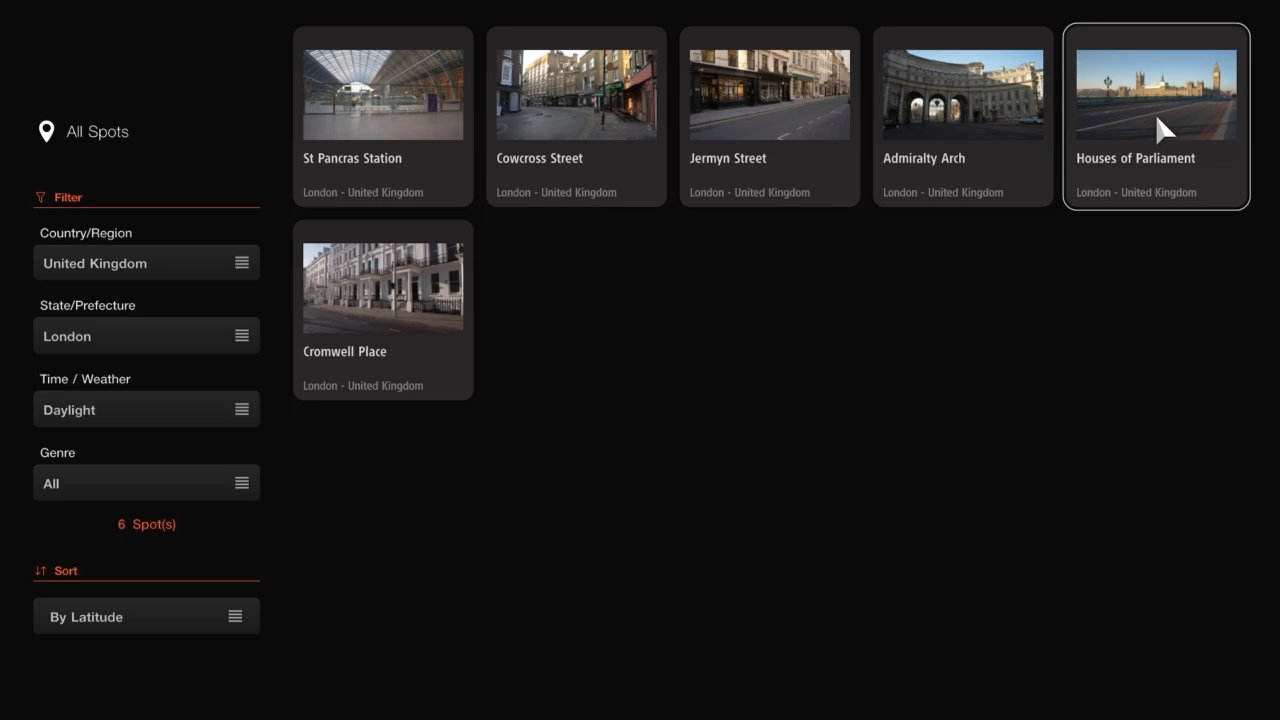 All Spots
Filter
Country/Region
United Kingdom
State/Prefecture
London
Time / Weather
Daylight
Genre
All
6 Spot(s)
Sort
By Latitude
St Pancras Station
London - United Kingdom
Cowcross Street
London - United Kingdom
Jermyn Street
London - United Kingdom
Admiralty Arch
London - United Kingdom
Houses of Parliament
London - United Kingdom
Cromwell Place
London - United Kingdom